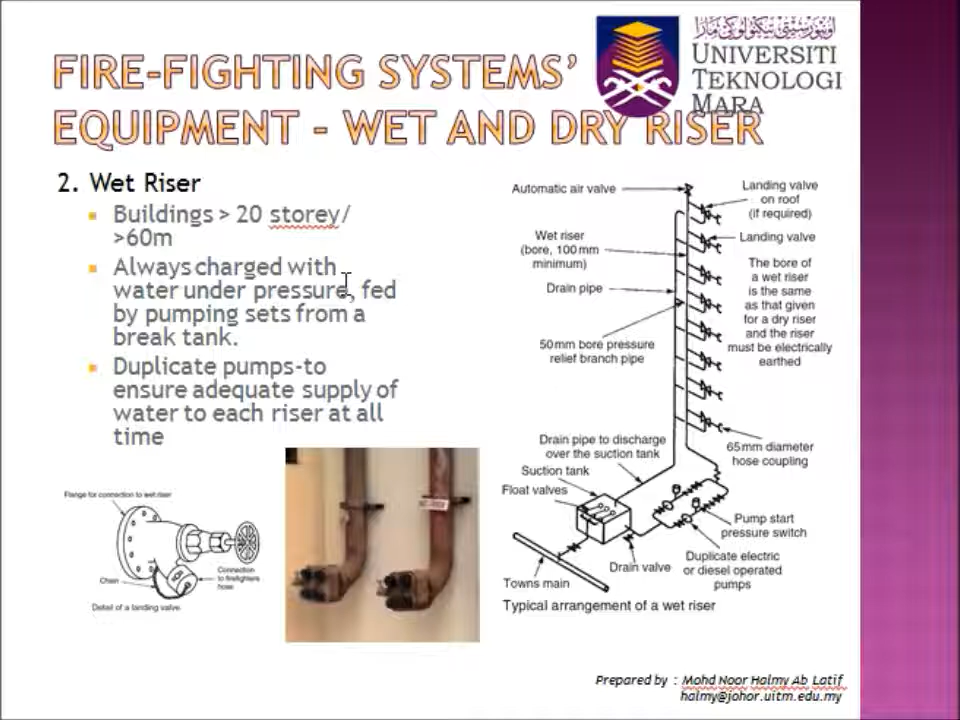 FIRE-FIGHTING SYSTEMS'
EQUIPMENT - WET AND DRY RISER
UNIVERSITI
TEKNOLOGI
MARA
2. Wet Riser
Buildings > 20 storey/
>60m
Always charged with
water under pressure, fed
by pumping sets from a
break tank.
Duplicate pumps-to
ensure adequate supply of
water to each riser at all
time
Flange for connection to wet riser
Chain
Connection
to firefighters
hose
Detail of a landing valve
Automatic air valve
Landing valve
on roof
(if required)
Wet riser
(bore, 100 mm
minimum)
Landing valve
Drain pipe
The bore of
a wet riser
is the same
as that given
for a dry riser
and the riser
must be electrically
earthed
50 mm bore pressure
relief branch pipe
Drain pipe to discharge
over the suction tank
65 mm diameter
hose coupling
Suction tank
Float valves
Pump start
pressure switch
Drain valve
Duplicate electric
or diesel operated
pumps
Towns main
Typical arrangement of a wet riser
Prepared by : Mohd Noor Halmy Ab Latif
halmy@johor.uitm.edu.my